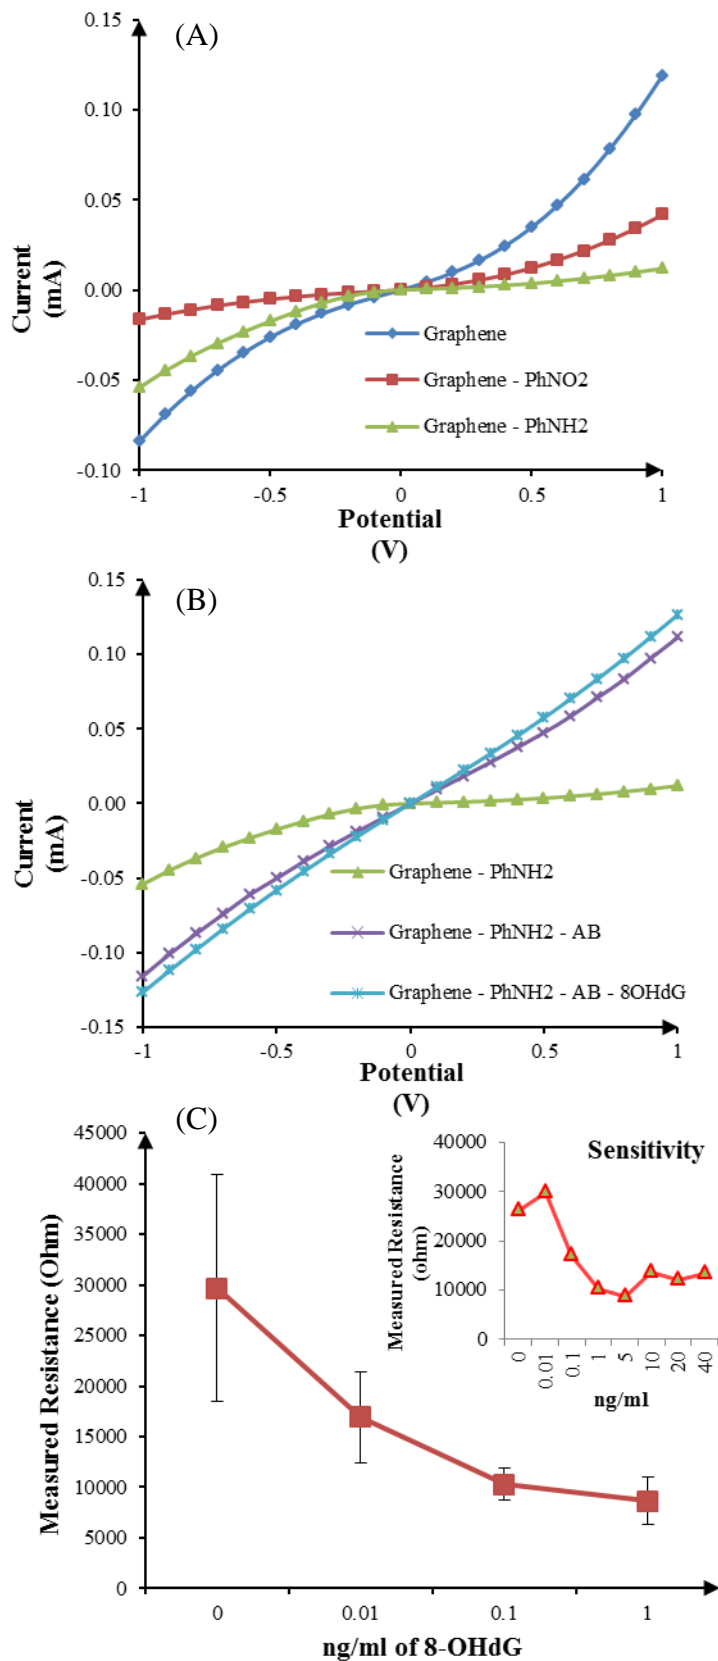 (A)
0.15
0.10
0.05
0.00
-0.05
-0.10
Current
(mA)
Graphene
Graphene - PhNO2
Graphene - PhNH2
-1
-0.5
0
0.5
1
Potential
(V)
(B)
0.15
0.10
0.05
0.00
-0.05
-0.10
-0.15
Current
(mA)
Graphene - PhNH2
Graphene - PhNH2 - AB
Graphene - PhNH2 - AB - 8OHdG
-1
-0.5
0
0.5
1
Potential
(V)
(C)
45000
40000
35000
30000
25000
20000
15000
10000
5000
0
Measured Resistance (Ohm)
0
0.01
0.1
1
ng/ml of 8-OHdG
Sensitivity
40000
30000
20000
10000
0
Measured Resistance
(ohm)
0
0.01
0.1
1
5
10
20
40
ng/ml